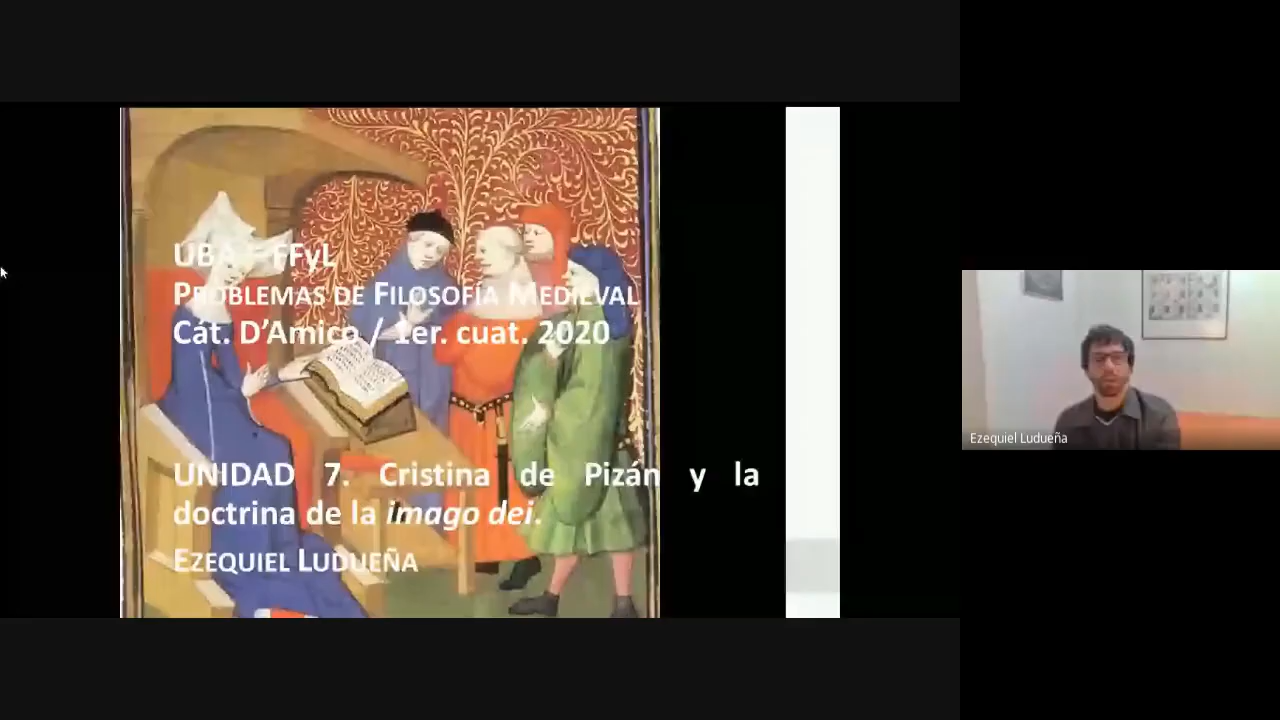 UBA – FFyL
PROBLEMAS DE FILOSOFÍA MEDIEVAL
Cát. D’Amico / 1er. cuat. 2020
UNIDAD 7. Cristina de Pizán y la
doctrina de la imago dei.
EZEQUIEL LUDUEÑA
Ezequiel Ludueña